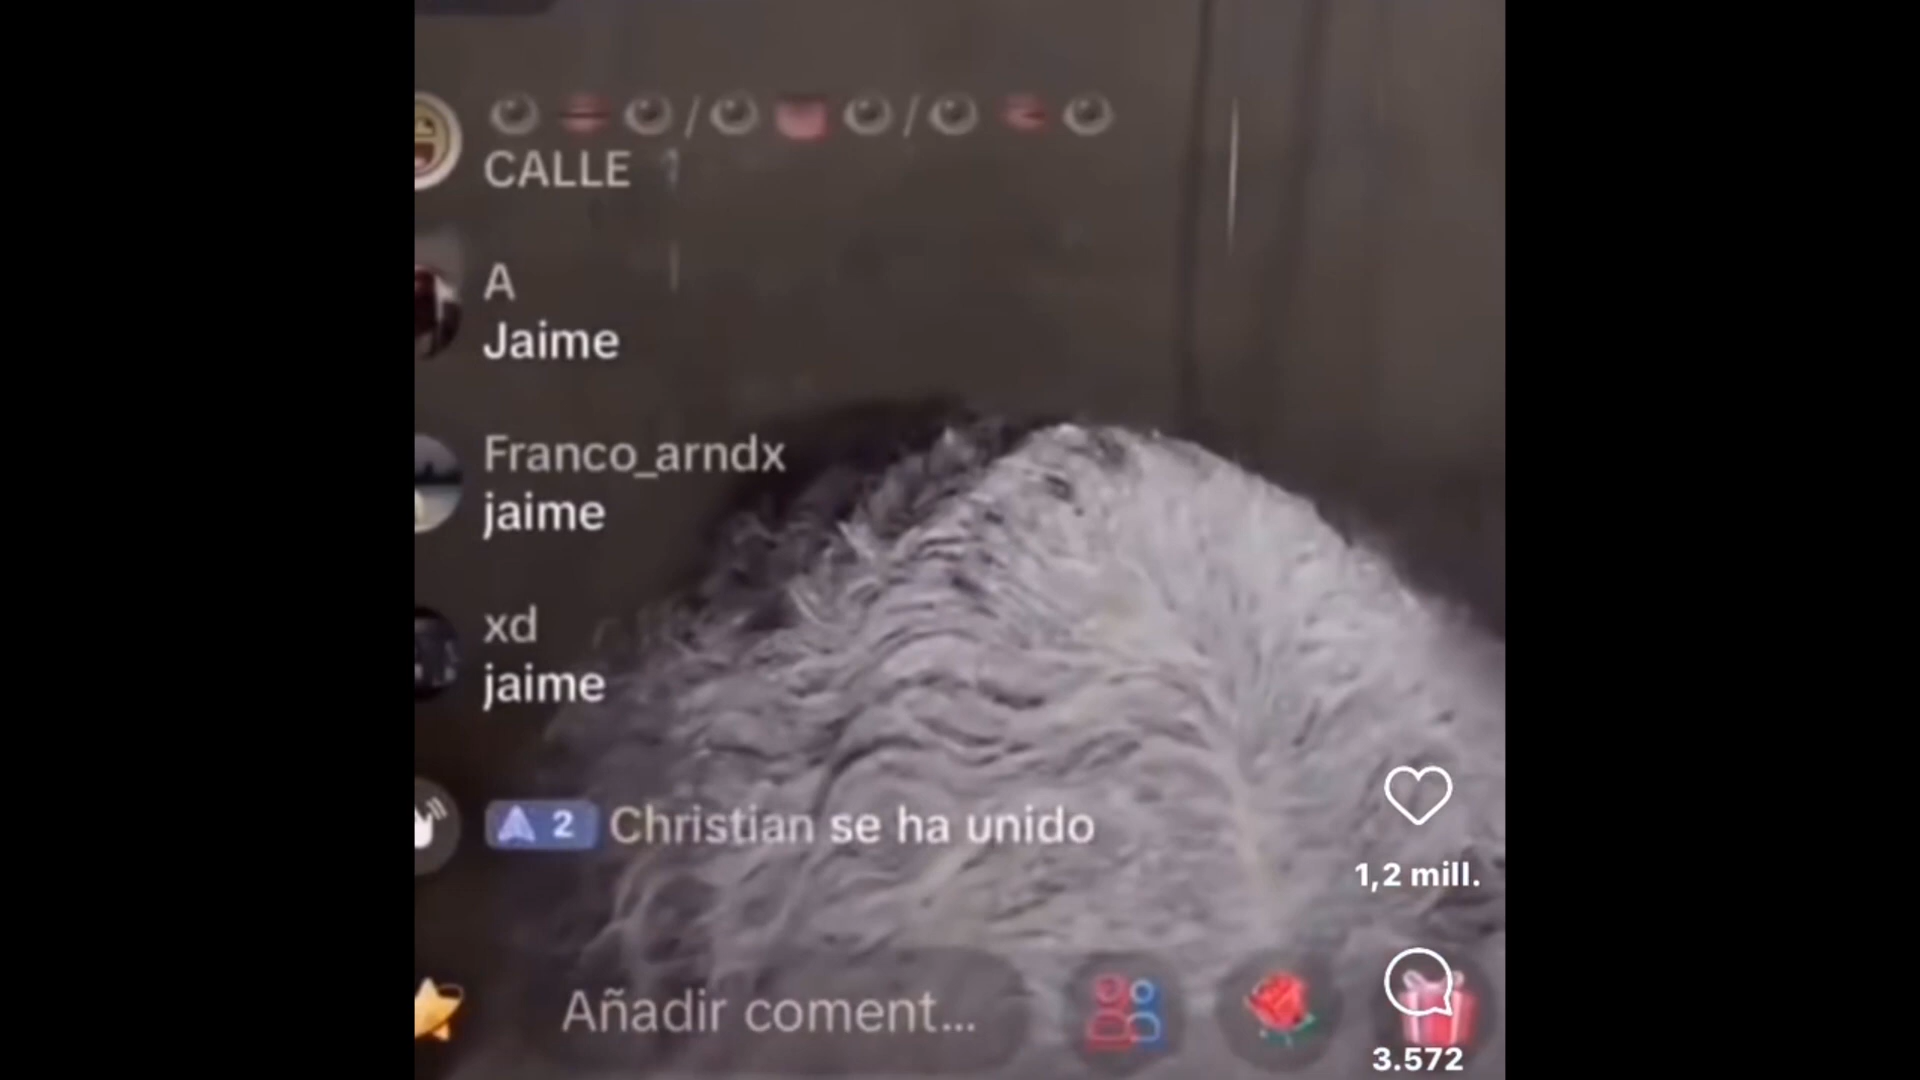 👁️👄👁️/👁️👅👁️/👁️🫦👁️
CALLE
A
Jaime
Franco_arndx
jaime
xd
jaime
2 Christian se ha unido
1,2 mill.
Añadir coment...
3.572